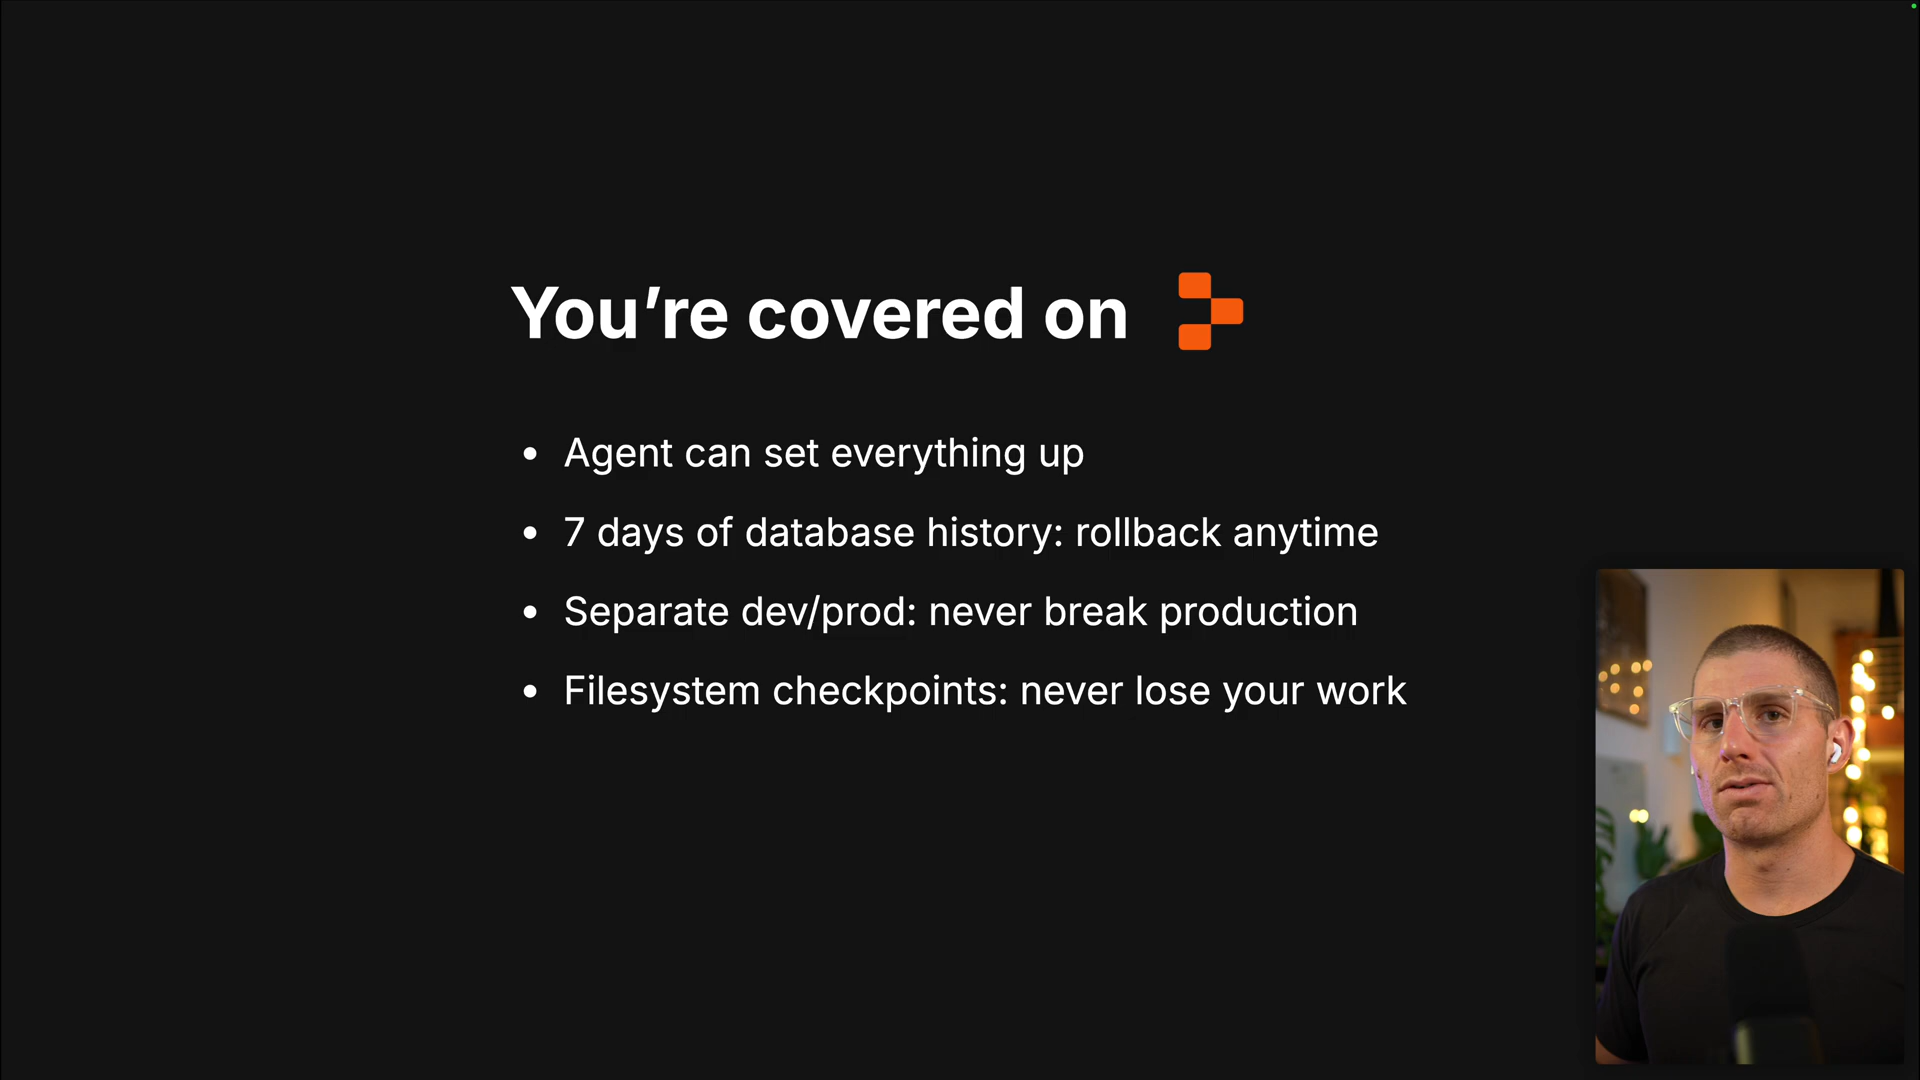 You’re covered on
• Agent can set everything up
• 7 days of database history: rollback anytime
• Separate dev/prod: never break production
• Filesystem checkpoints: never lose your work